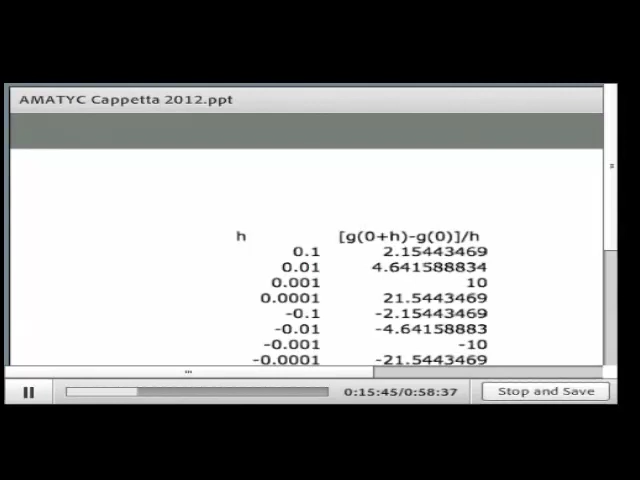 AMATYC Cappetta 2012.ppt
h [g(0+h)-g(0)]/h
0.1 2.15443469
0.01 4.641588834
0.001 10
0.0001 21.5443469
-0.1 -2.15443469
-0.01 -4.64158883
-0.001 -10
-0.0001 -21.5443469
0:15:45/0:58:37 Stop and Save